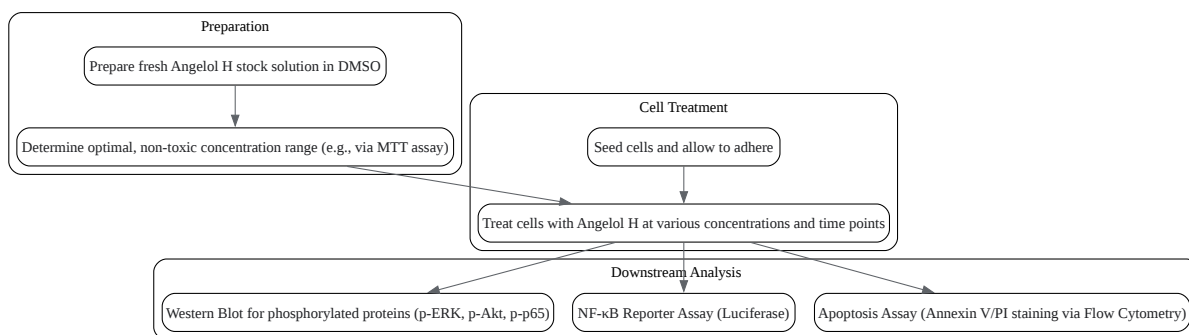 Preparation
Prepare fresh Angelol H stock solution in DMSO
Determine optimal, non-toxic concentration range (e.g., via MTT assay)
Cell Treatment
Seed cells and allow to adhere
Treat cells with Angelol H at various concentrations and time points
Downstream Analysis
Western Blot for phosphorylated proteins (p-ERK, p-Akt, p-p65)
NF-κB Reporter Assay (Luciferase)
Apoptosis Assay (Annexin V/PI staining via Flow Cytometry)